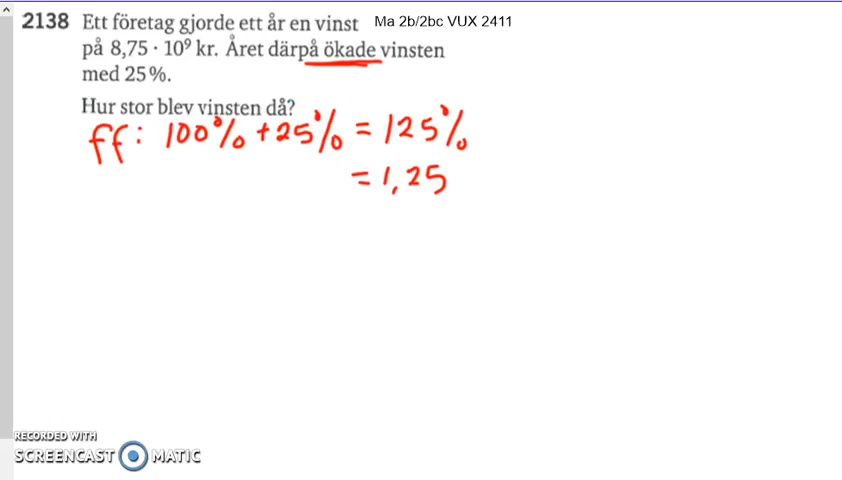 2138 Ett företag gjorde ett år en vinst Ma 2b/2bc VUX 2411
på 8,75 · 10⁹ kr. Året därpå ökade vinsten
med 25 %.
Hur stor blev vinsten då?
ff: 100% + 25% = 125%
= 1,25
RECORDED WITH
SCREENCAST MATIC